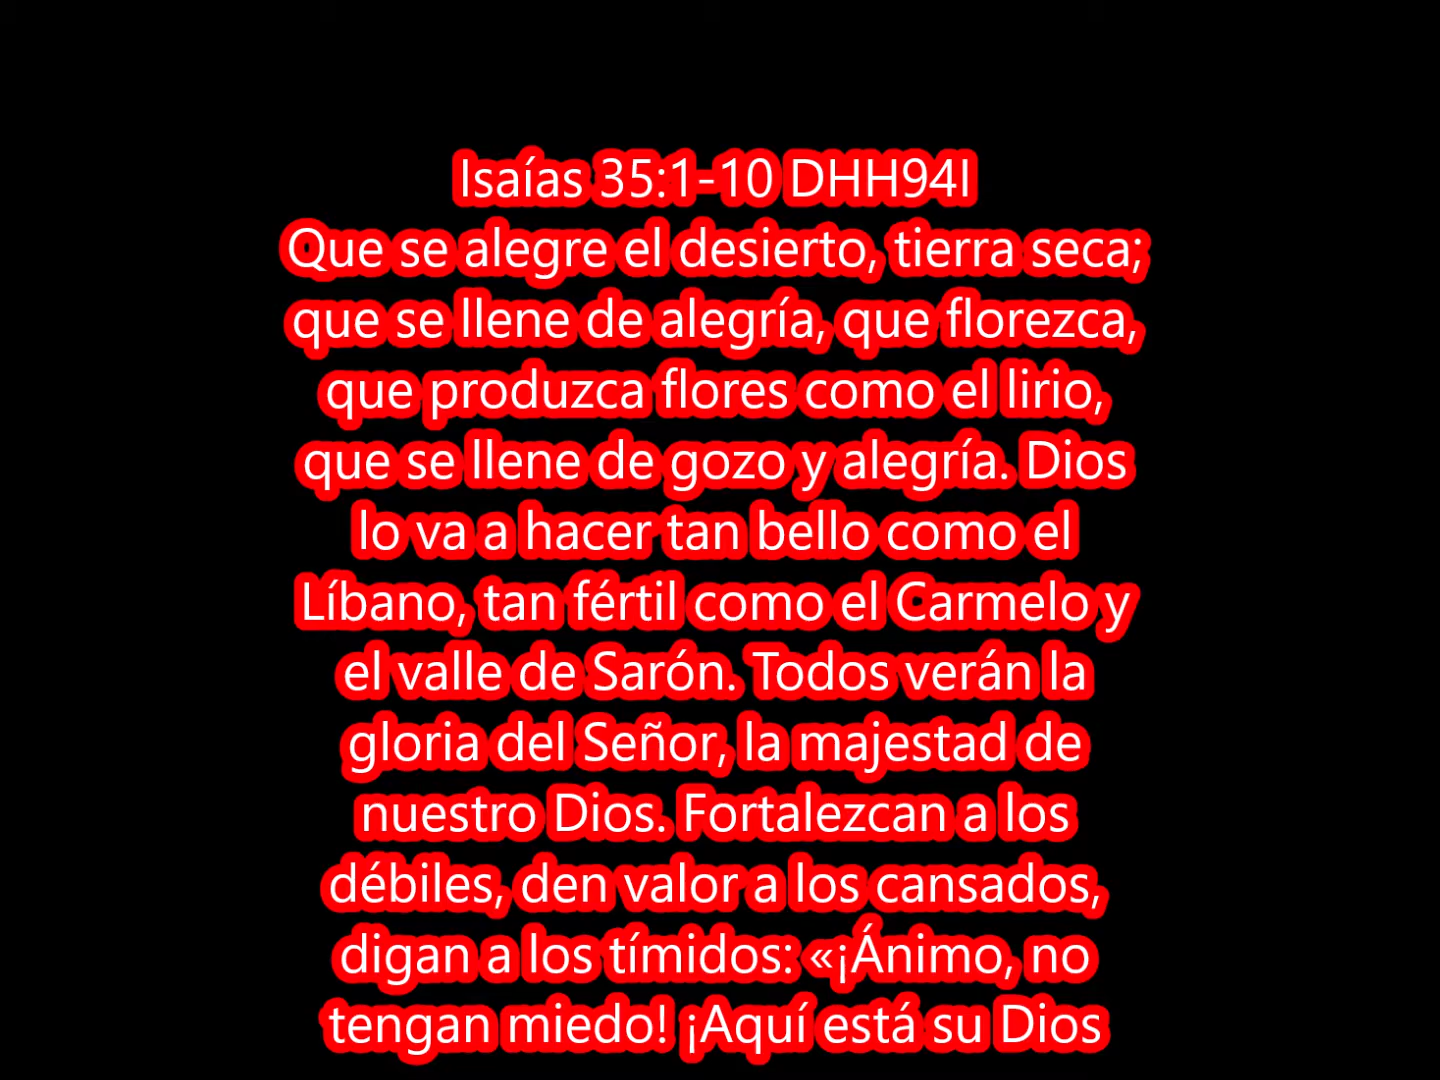 Isaías 35:1-10 DHH94I
Que se alegre el desierto, tierra seca;
que se llene de alegría, que florezca,
que produzca flores como el lirio,
que se llene de gozo y alegría. Dios
lo va a hacer tan bello como el
Líbano, tan fértil como el Carmelo y
el valle de Sarón. Todos verán la
gloria del Señor, la majestad de
nuestro Dios. Fortalezcan a los
débiles, den valor a los cansados,
digan a los tímidos: «¡Ánimo, no
tengan miedo! ¡Aquí está su Dios